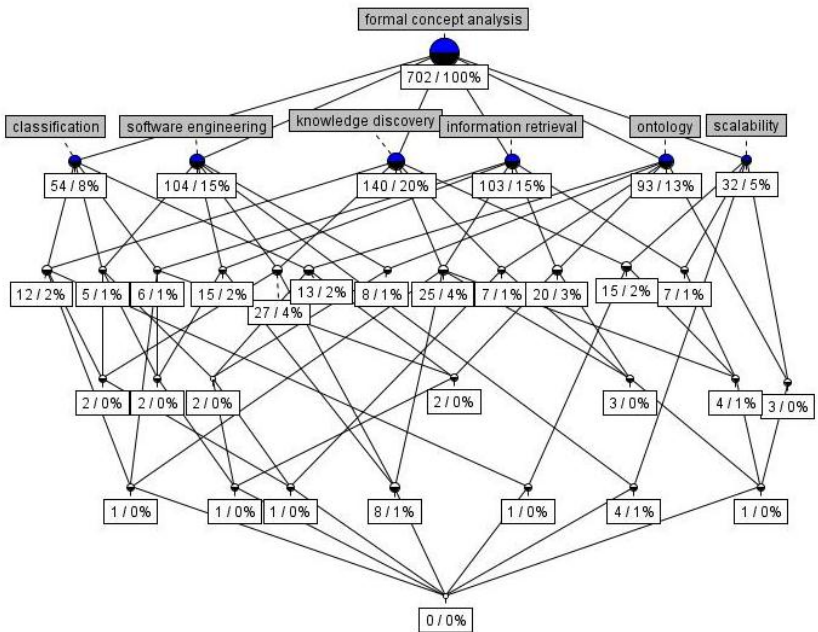 formal concept analysis
702 / 100%
classification
software engineering
knowledge discovery
information retrieval
ontology
scalability
54 / 8%
104 / 15%
140 / 20%
103 / 15%
93 / 13%
32 / 5%
12 / 2%
5 / 1%
6 / 1%
15 / 2%
27 / 4%
13 / 2%
8 / 1%
25 / 4%
7 / 1%
20 / 3%
15 / 2%
7 / 1%
2 / 0%
2 / 0%
2 / 0%
2 / 0%
3 / 0%
4 / 1%
3 / 0%
1 / 0%
1 / 0%
1 / 0%
8 / 1%
1 / 0%
4 / 1%
1 / 0%
0 / 0%